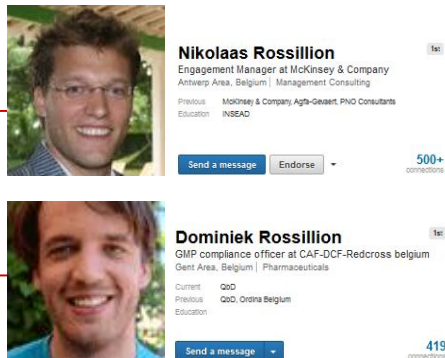 Nikolaas Rossillion
1st
Engagement Manager at McKinsey & Company
Antwerp Area, Belgium | Management Consulting
Previous McKinsey & Company, Agfa-Gevaert, PNO Consultants
Education INSEAD
Send a message Endorse
500+
connections
Dominiek Rossillion
1st
GMP compliance officer at CAF-DCF-Redcross belgium
Gent Area, Belgium | Pharmaceuticals
Current QbD
Previous QbD, Ordina Belgium
Education
Send a message
419
connections